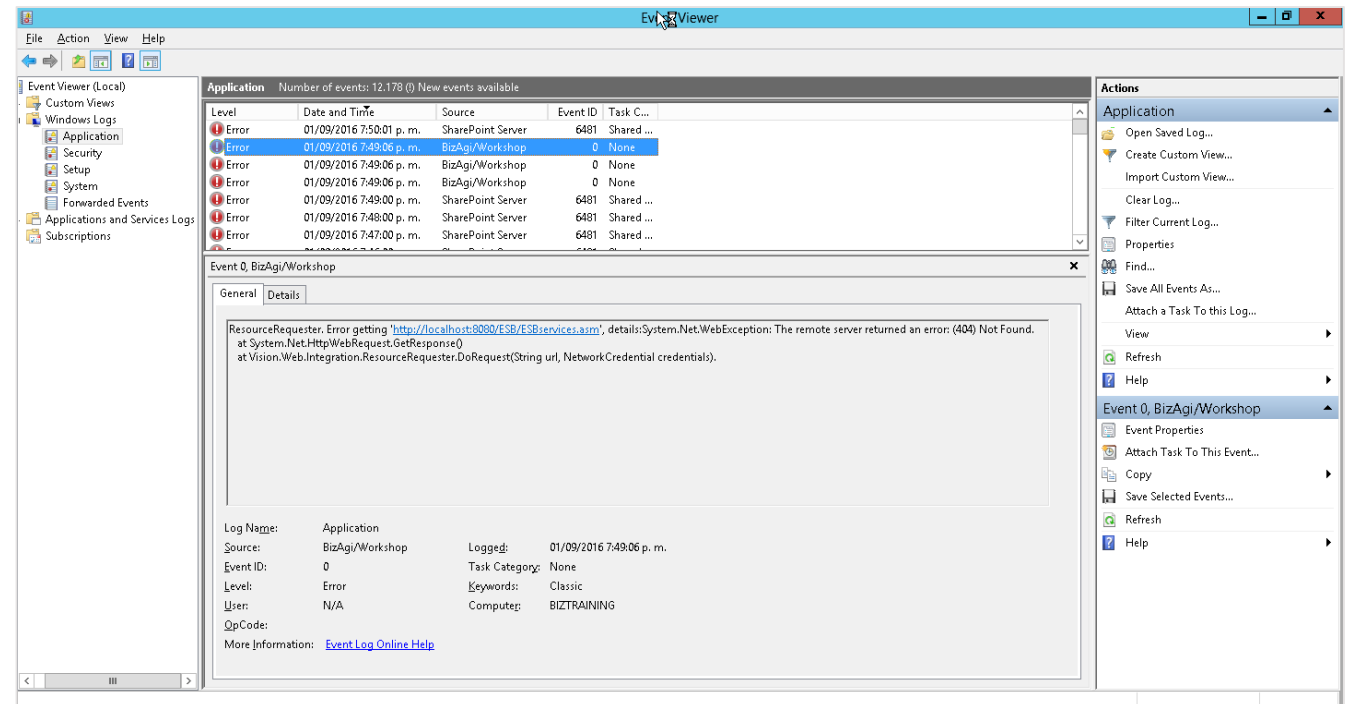 Event Viewer
File Action View Help
Event Viewer (Local)
Custom Views
Windows Logs
Application
Security
Setup
System
Forwarded Events
Applications and Services Logs
Subscriptions
Application Number of events: 12.178 (!) New events available
Level Date and Time Source Event ID Task C...
Error 01/09/2016 7:50:01 p. m. SharePoint Server 6481 Shared ...
Error 01/09/2016 7:49:06 p. m. BizAgi/Workshop 0 None
Error 01/09/2016 7:49:06 p. m. BizAgi/Workshop 0 None
Error 01/09/2016 7:49:06 p. m. BizAgi/Workshop 0 None
Error 01/09/2016 7:49:00 p. m. SharePoint Server 6481 Shared ...
Error 01/09/2016 7:48:00 p. m. SharePoint Server 6481 Shared ...
Error 01/09/2016 7:47:00 p. m. SharePoint Server 6481 Shared ...
Event 0, BizAgi/Workshop
General Details
ResourceRequester. Error getting 'http://localhost:8080/ESB/ESBservices.asm', details:System.Net.WebException: The remote server returned an error: (404) Not Found.
at System.Net.HttpWebRequest.GetResponse()
at Vision.Web.Integration.ResourceRequester.DoRequest(String url, NetworkCredential credentials).
Log Name: Application
Source: BizAgi/Workshop Logged: 01/09/2016 7:49:06 p. m.
Event ID: 0 Task Category: None
Level: Error Keywords: Classic
User: N/A Computer: BIZTRAINING
OpCode:
More Information: Event Log Online Help
Actions
Application
Open Saved Log...
Create Custom View...
Import Custom View...
Clear Log...
Filter Current Log...
Properties
Find...
Save All Events As...
Attach a Task To this Log...
View
Refresh
Help
Event 0, BizAgi/Workshop
Event Properties
Attach Task To This Event...
Copy
Save Selected Events...
Refresh
Help